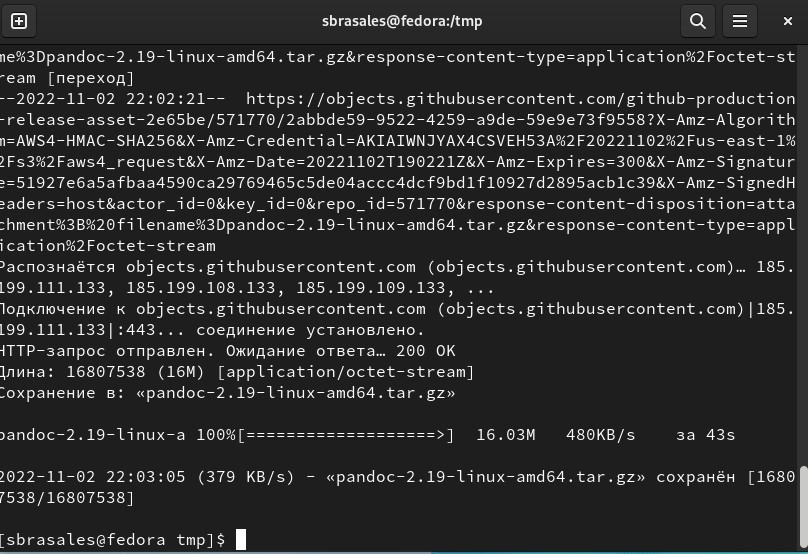 sbrasales@fedora:/tmp
me%3Dpandoc-2.19-linux-amd64.tar.gz&response-content-type=application%2Foctet-st
ream [переход]
--2022-11-02 22:02:21--  https://objects.githubusercontent.com/github-production
-release-asset-2e65be/571770/2abbde59-9522-4259-a9de-59e9e73f9558?X-Amz-Algorith
m=AWS4-HMAC-SHA256&X-Amz-Credential=AKIAIWNJYAX4CSVEH53A%2F20221102%2Fus-east-1%
2Fs3%2Faws4_request&X-Amz-Date=20221102T190221Z&X-Amz-Expires=300&X-Amz-Signatur
e=51927e6a5afbaa4590ca29769465c5de04accc4dcf9bd1f10927d2895acb1c39&X-Amz-SignedH
eaders=host&actor_id=0&key_id=0&repo_id=571770&response-content-disposition=atta
chment%3B%20filename%3Dpandoc-2.19-linux-amd64.tar.gz&response-content-type=appl
ication%2Foctet-stream
Распознаётся objects.githubusercontent.com (objects.githubusercontent.com)… 185.
199.111.133, 185.199.108.133, 185.199.109.133, ...
Подключение к objects.githubusercontent.com (objects.githubusercontent.com)|185.
199.111.133|:443... соединение установлено.
HTTP-запрос отправлен. Ожидание ответа… 200 OK
Длина: 16807538 (16M) [application/octet-stream]
Сохранение в: «pandoc-2.19-linux-amd64.tar.gz»
pandoc-2.19-linux-a 100%[===================>]  16.03M   480KB/s    за 43s
2022-11-02 22:03:05 (379 KB/s) - «pandoc-2.19-linux-amd64.tar.gz» сохранён [1680
7538/16807538]
[sbrasales@fedora tmp]$